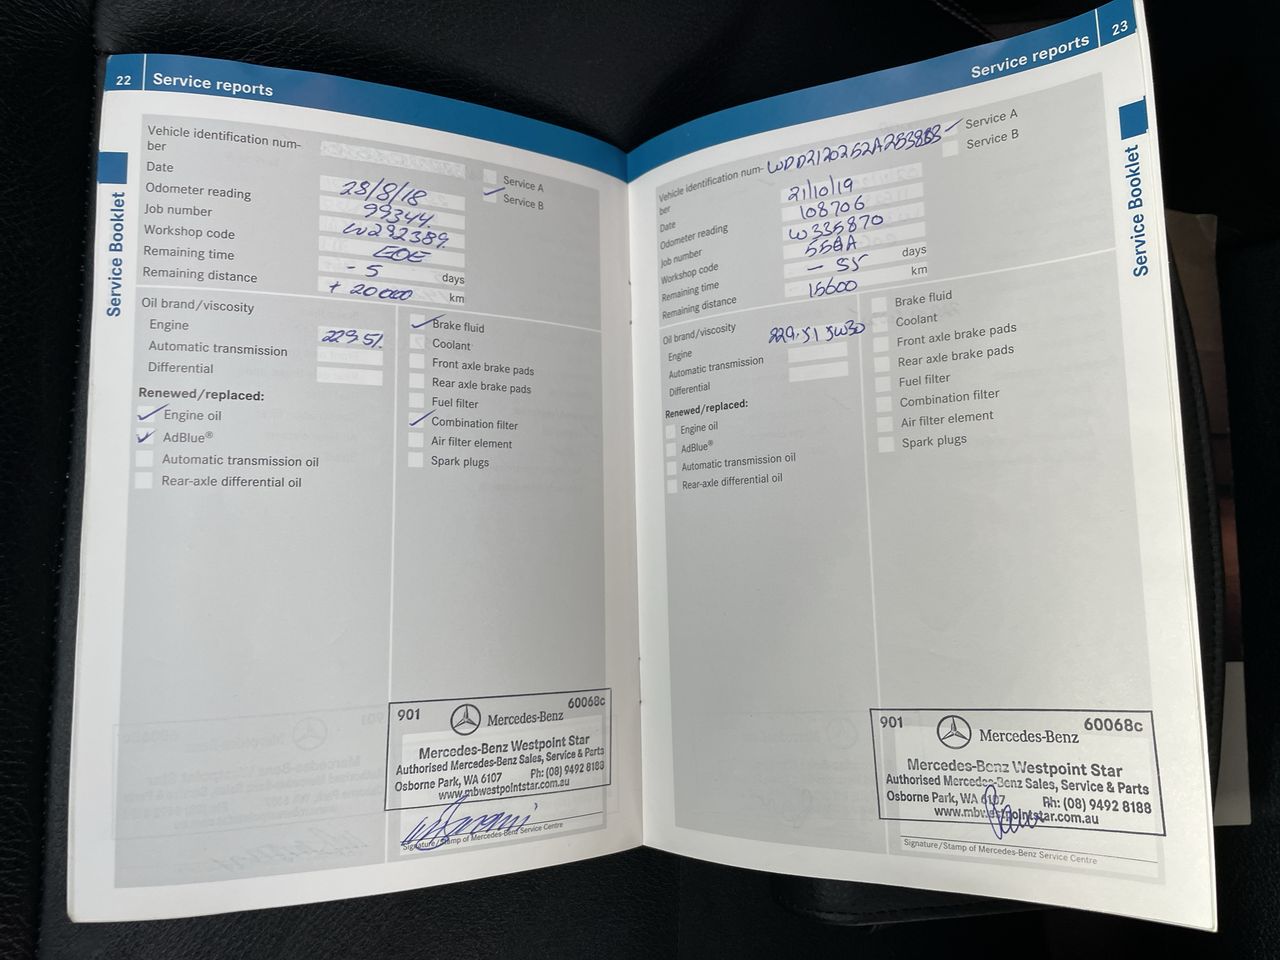 22 Service reports
Service Booklet
Vehicle identification num-
ber
Date 28/8/18
Odometer reading 99344.
Job number W292389.
Workshop code EOE
Remaining time - 5 days
Remaining distance + 20000 km
Service A
Service B
Oil brand/viscosity
Engine 229.51.
Automatic transmission
Differential
Renewed/replaced:
Engine oil
AdBlue®
Automatic transmission oil
Rear-axle differential oil
Brake fluid
Coolant
Front axle brake pads
Rear axle brake pads
Fuel filter
Combination filter
Air filter element
Spark plugs
901 60068c
Mercedes-Benz
Mercedes-Benz Westpoint Star
Authorised Mercedes-Benz Sales, Service & Parts
Osborne Park, WA 6107 Ph: (08) 9492 8188
www.mbwestpointstar.com.au
Signature/Stamp of Mercedes-Benz Service Centre
Service reports 23
Service Booklet
Vehicle identification num-
ber
Date 21/10/19
Odometer reading 108706
Job number W335870
Workshop code
Remaining time - 55 days
Remaining distance 15600 km
Service A
Service B
Oil brand/viscosity
Engine 229.51 5W30
Automatic transmission
Differential
Renewed/replaced:
Engine oil
AdBlue®
Automatic transmission oil
Rear-axle differential oil
Brake fluid
Coolant
Front axle brake pads
Rear axle brake pads
Fuel filter
Combination filter
Air filter element
Spark plugs
901 60068c
Mercedes-Benz
Mercedes-Benz Westpoint Star
Authorised Mercedes-Benz Sales, Service & Parts
Osborne Park, WA 6107 Ph: (08) 9492 8188
www.mbwestpointstar.com.au
Signature/Stamp of Mercedes-Benz Service Centre